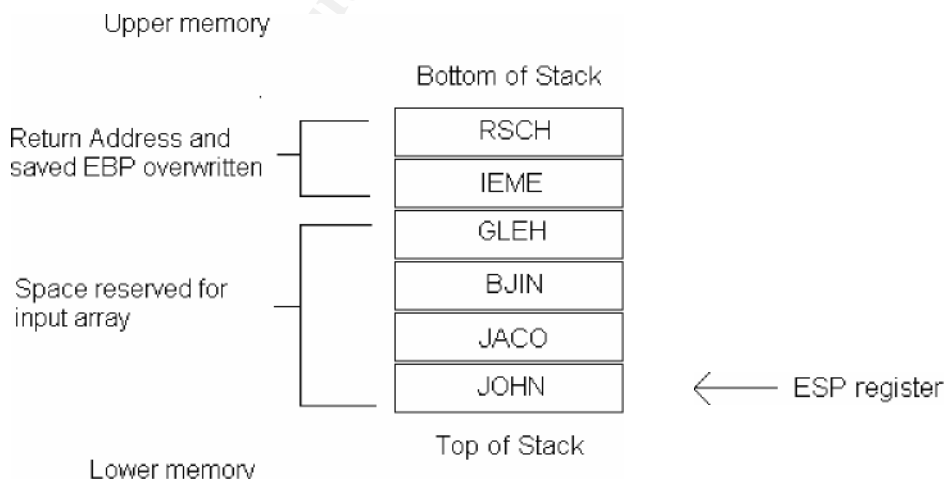 Upper memory
Bottom of Stack
Return Address and
saved EBP overwritten
RSCH
IEME
GLEH
BJIN
JACO
JOHN
Space reserved for
input array
ESP register
Top of Stack
Lower memory